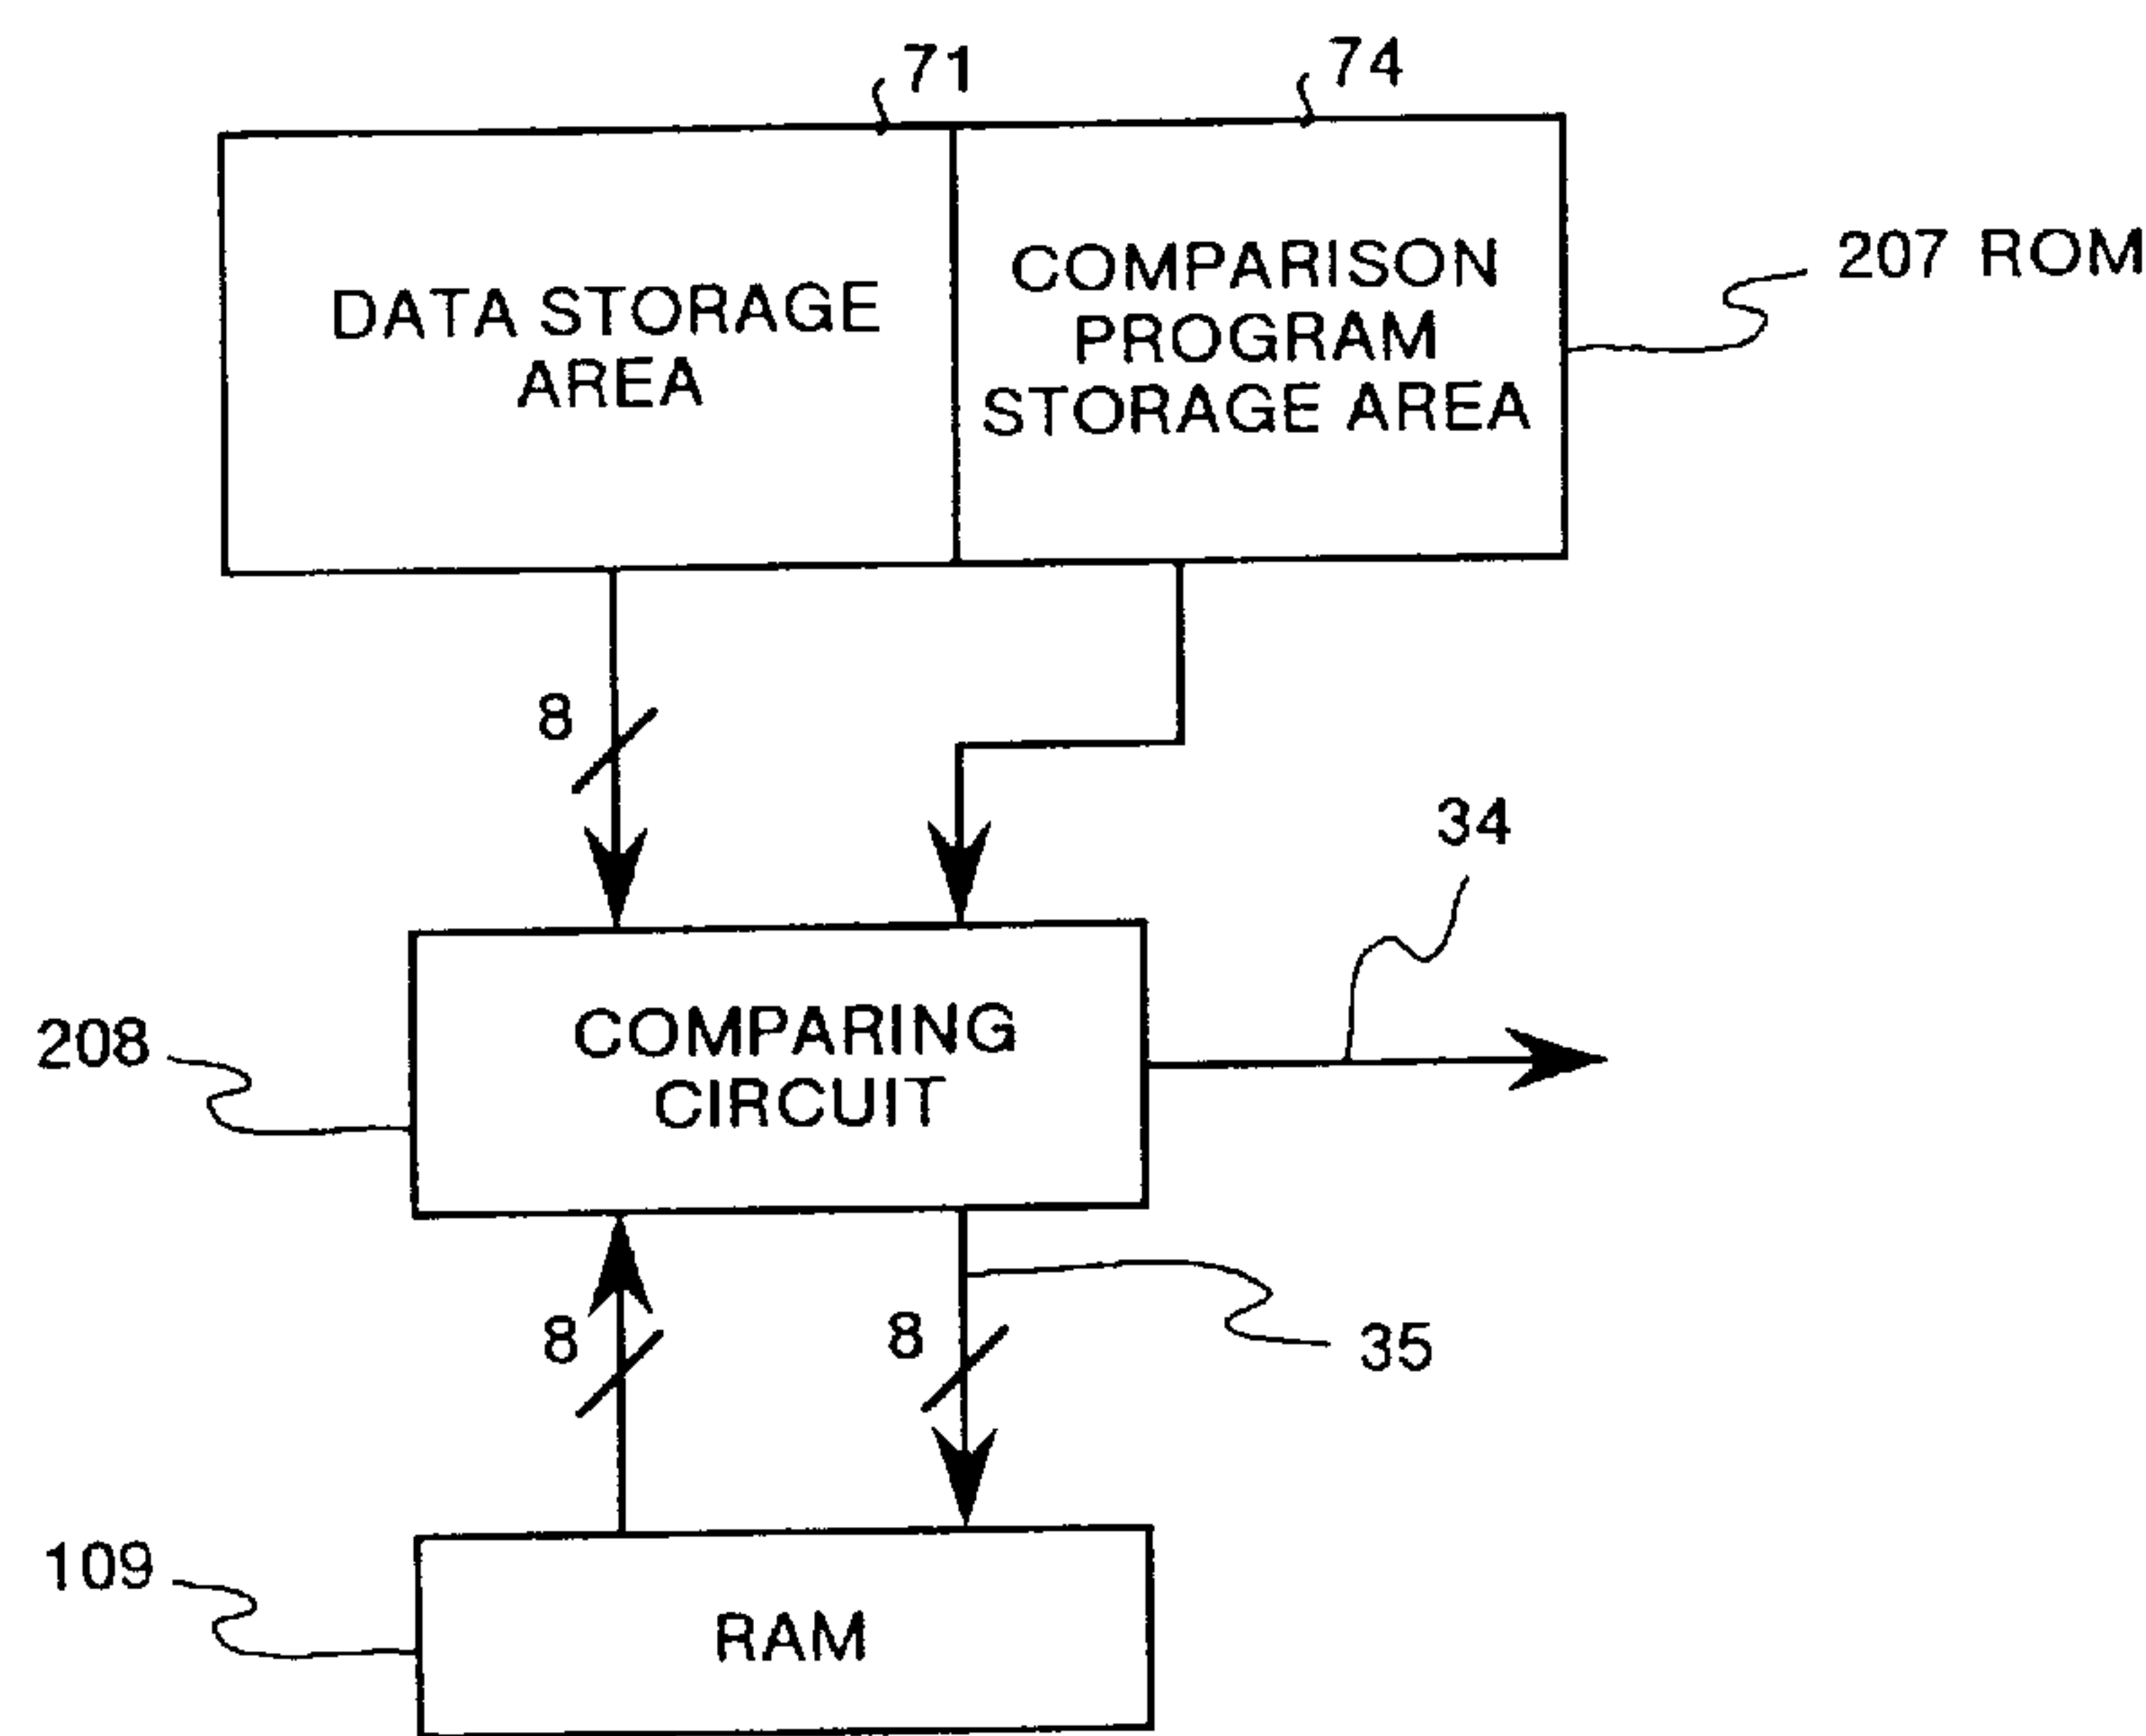 71
74
DATA STORAGE
AREA
COMPARISON
PROGRAM
STORAGE AREA
207 ROM
8
34
208
COMPARING
CIRCUIT
8
8
35
109
RAM